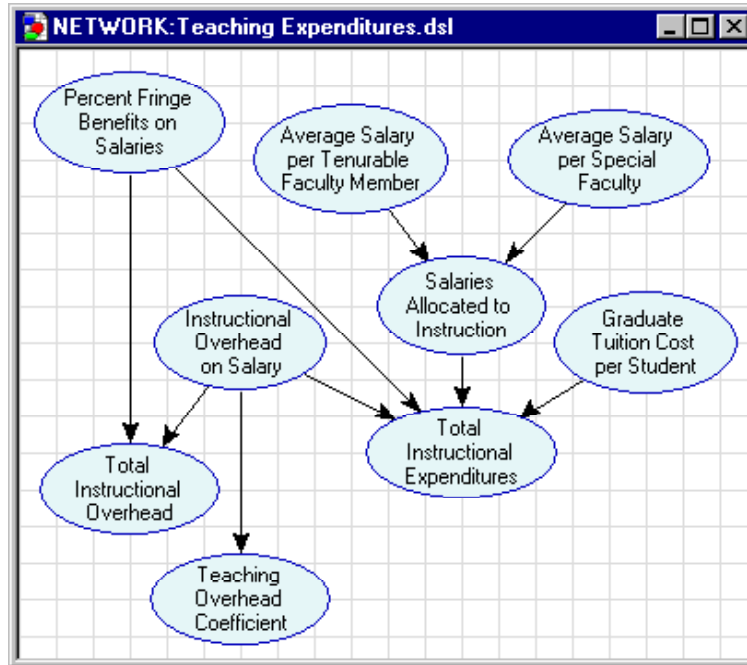 NETWORK:Teaching Expenditures.dsl
Percent Fringe
Benefits on
Salaries
Average Salary
per Tenurable
Faculty Member
Average Salary
per Special
Faculty
Salaries
Allocated to
Instruction
Instructional
Overhead
on Salary
Graduate
Tuition Cost
per Student
Total
Instructional
Expenditures
Total
Instructional
Overhead
Teaching
Overhead
Coefficient